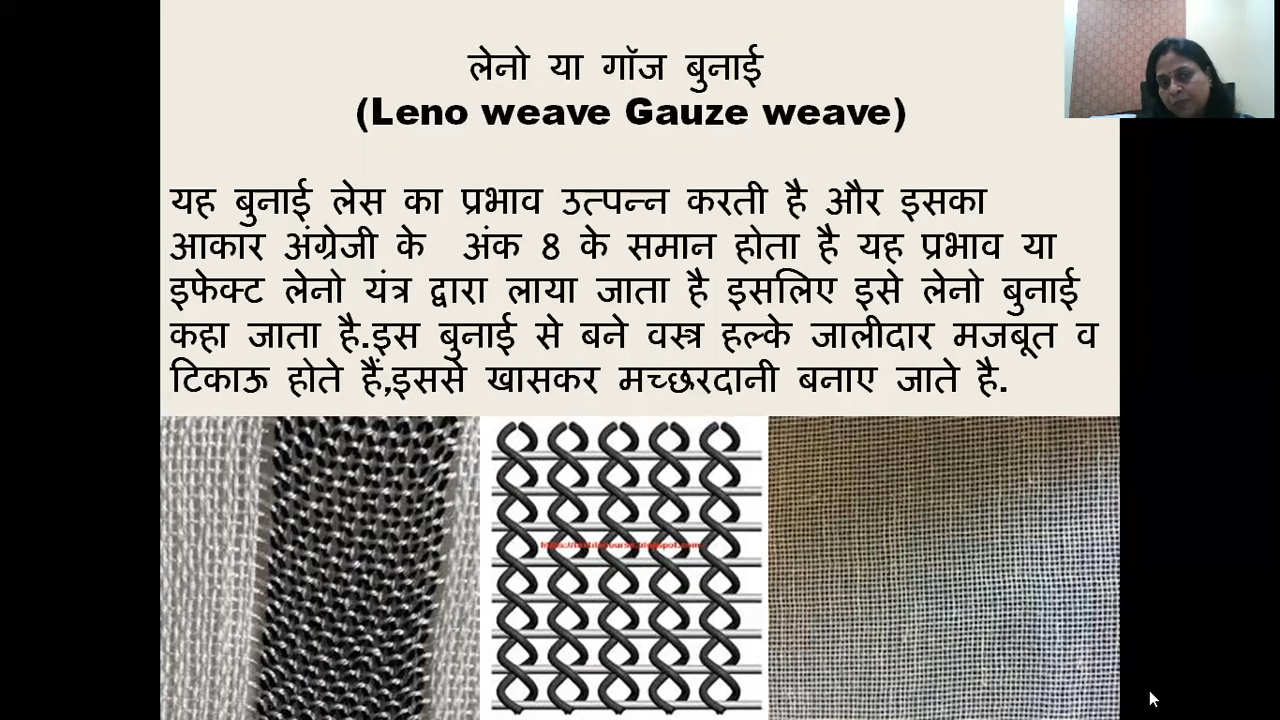 लेनो या गॉज बुनाई
(Leno weave Gauze weave)
यह बुनाई लेस का प्रभाव उत्पन्न करती है और इसका
आकार अंग्रेजी के अंक 8 के समान होता है यह प्रभाव या
इफेक्ट लेनो यंत्र द्वारा लाया जाता है इसलिए इसे लेनो बुनाई
कहा जाता है.इस बुनाई से बने वस्त्र हल्के जालीदार मजबूत व
टिकाऊ होते हैं,इससे खासकर मच्छरदानी बनाए जाते है.